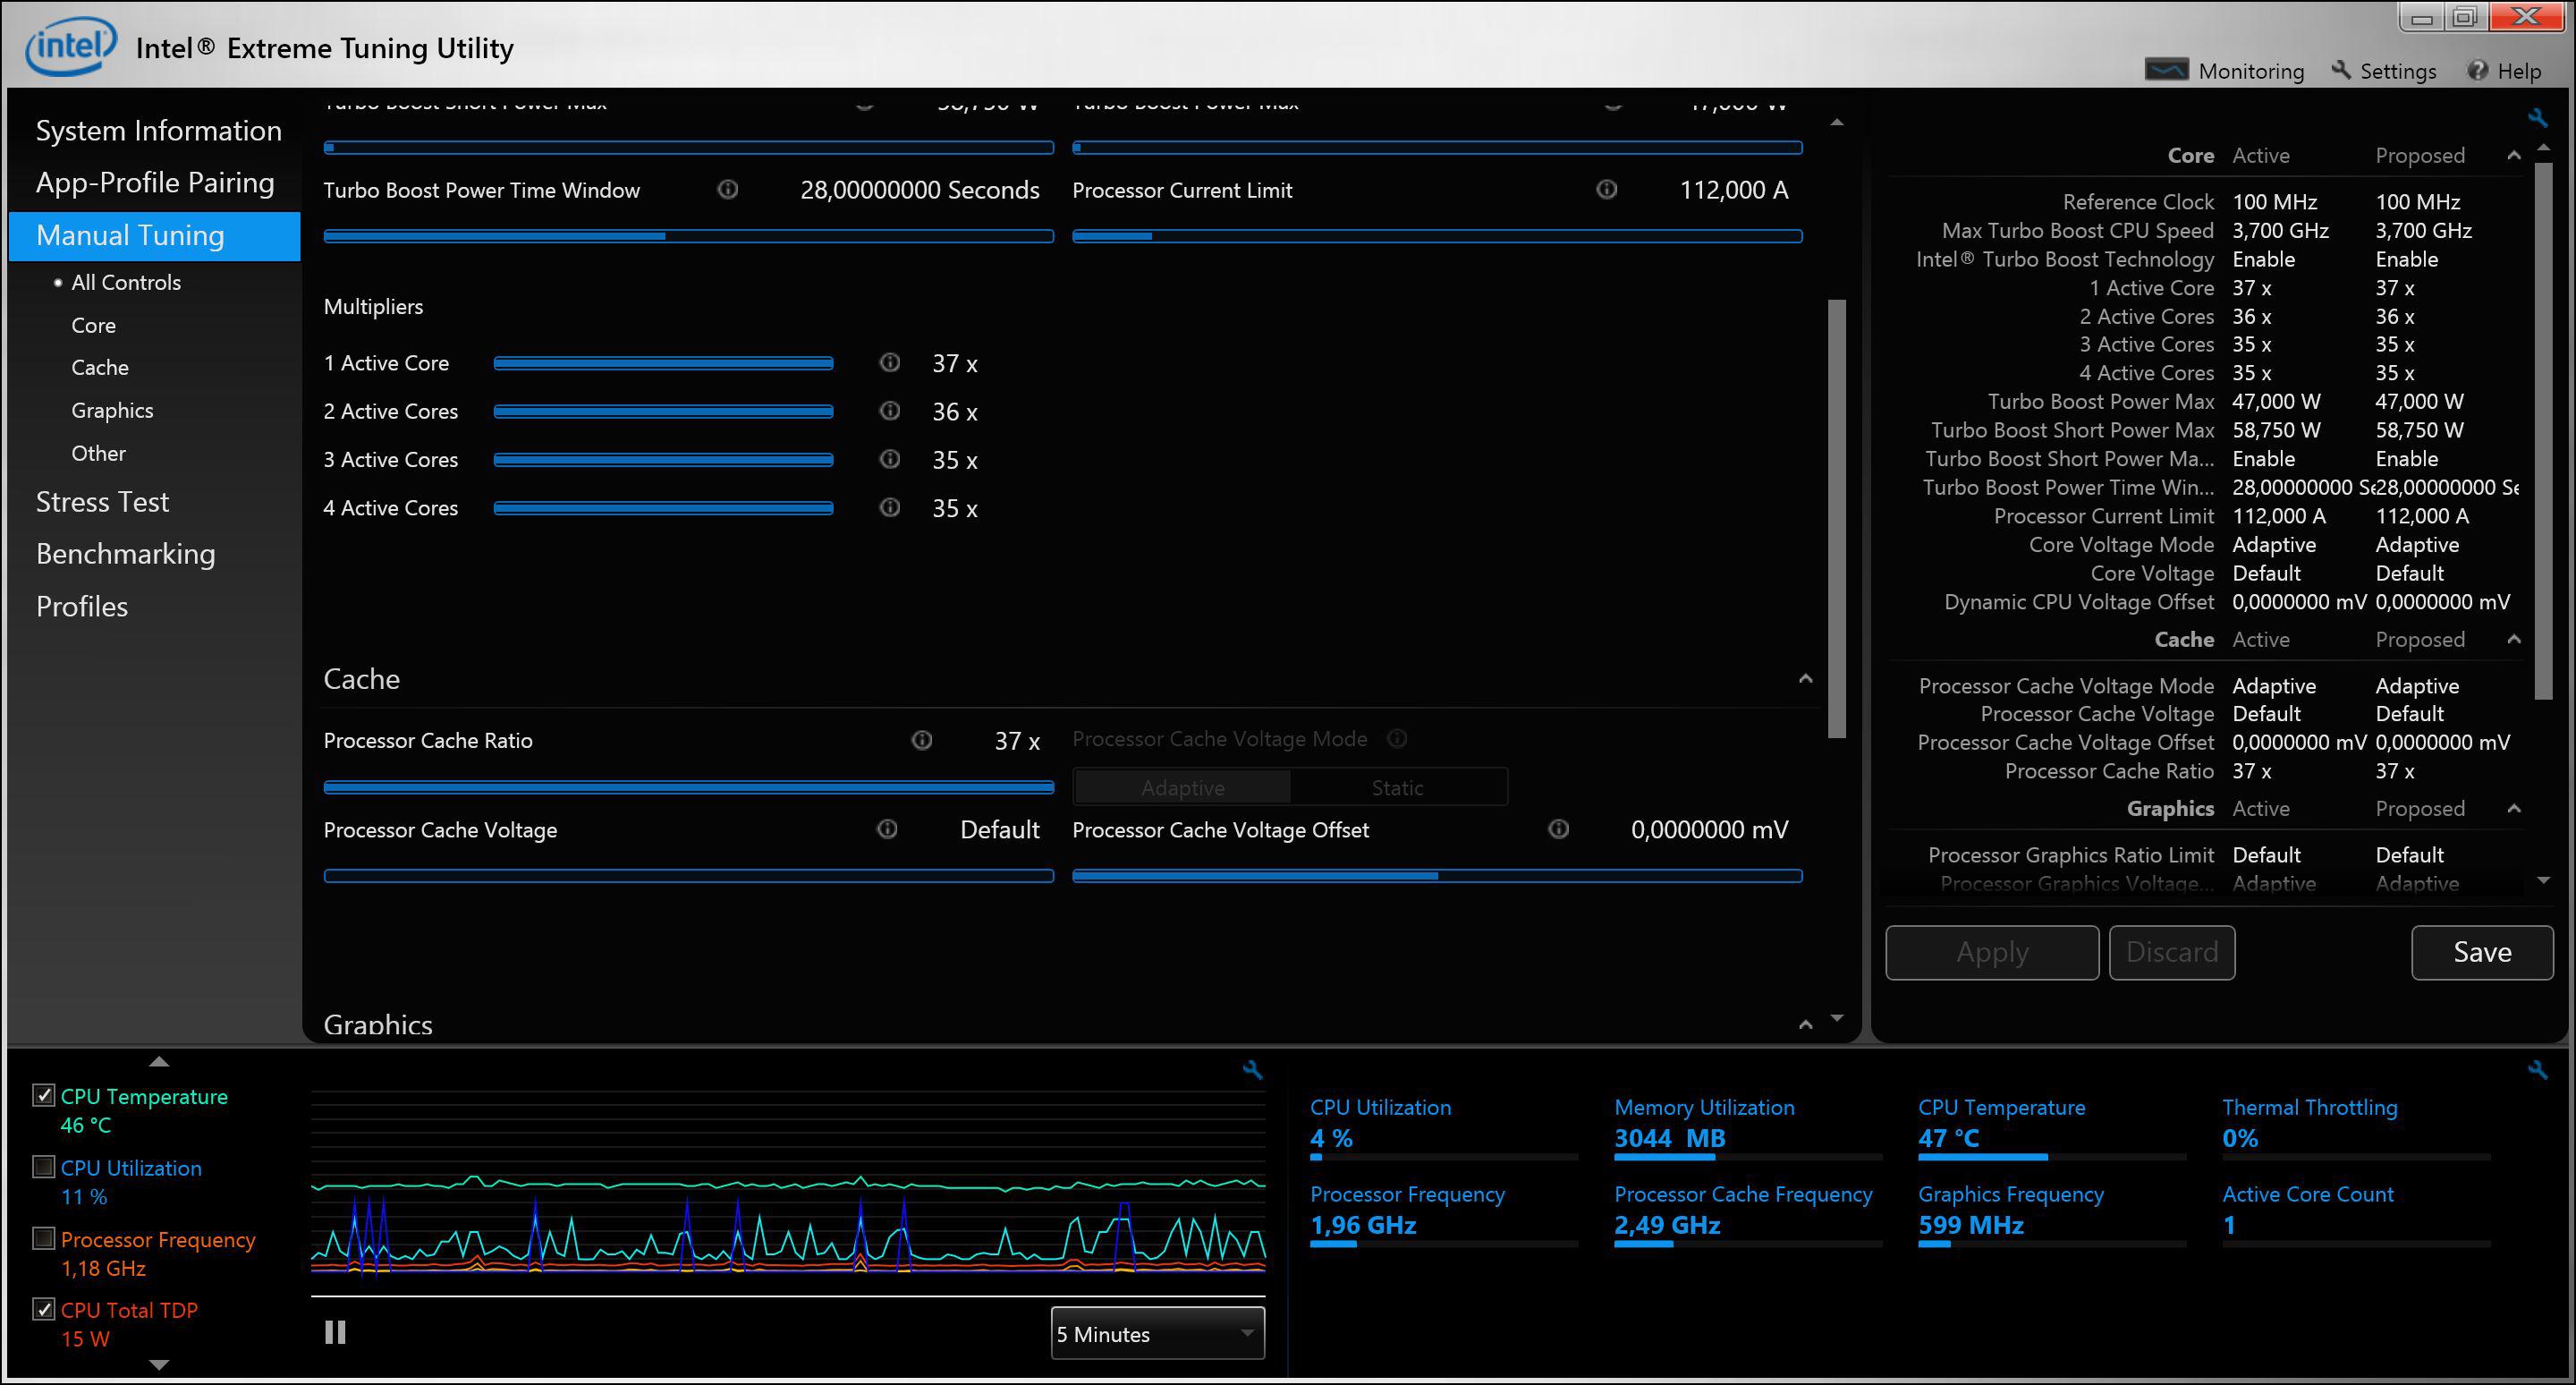 intel Intel® Extreme Tuning Utility
Monitoring Settings Help
System Information
App-Profile Pairing
Manual Tuning
All Controls
Core
Cache
Graphics
Other
Stress Test
Benchmarking
Profiles
Turbo Boost Short Power Max 58,750 W Turbo Boost Power Max 47,000 W
Turbo Boost Power Time Window 28,00000000 Seconds Processor Current Limit 112,000 A
Multipliers
1 Active Core 37 x
2 Active Cores 36 x
3 Active Cores 35 x
4 Active Cores 35 x
Cache
Processor Cache Ratio 37 x Processor Cache Voltage Mode
Adaptive Static
Processor Cache Voltage Default Processor Cache Voltage Offset 0,0000000 mV
Graphics
Core Active Proposed
Reference Clock 100 MHz 100 MHz
Max Turbo Boost CPU Speed 3,700 GHz 3,700 GHz
Intel® Turbo Boost Technology Enable Enable
1 Active Core 37 x 37 x
2 Active Cores 36 x 36 x
3 Active Cores 35 x 35 x
4 Active Cores 35 x 35 x
Turbo Boost Power Max 47,000 W 47,000 W
Turbo Boost Short Power Max 58,750 W 58,750 W
Turbo Boost Short Power Ma... Enable Enable
Turbo Boost Power Time Win... 28,00000000 Se 28,00000000 Se
Processor Current Limit 112,000 A 112,000 A
Core Voltage Mode Adaptive Adaptive
Core Voltage Default Default
Dynamic CPU Voltage Offset 0,0000000 mV 0,0000000 mV
Cache Active Proposed
Processor Cache Voltage Mode Adaptive Adaptive
Processor Cache Voltage Default Default
Processor Cache Voltage Offset 0,0000000 mV 0,0000000 mV
Processor Cache Ratio 37 x 37 x
Graphics Active Proposed
Processor Graphics Ratio Limit Default Default
Processor Graphics Voltage... Adaptive Adaptive
Apply Discard Save
CPU Temperature
46 °C
CPU Utilization
11 %
Processor Frequency
1,18 GHz
CPU Total TDP
15 W
5 Minutes
CPU Utilization Memory Utilization CPU Temperature Thermal Throttling
4 % 3044 MB 47 °C 0%
Processor Frequency Processor Cache Frequency Graphics Frequency Active Core Count
1,96 GHz 2,49 GHz 599 MHz 1